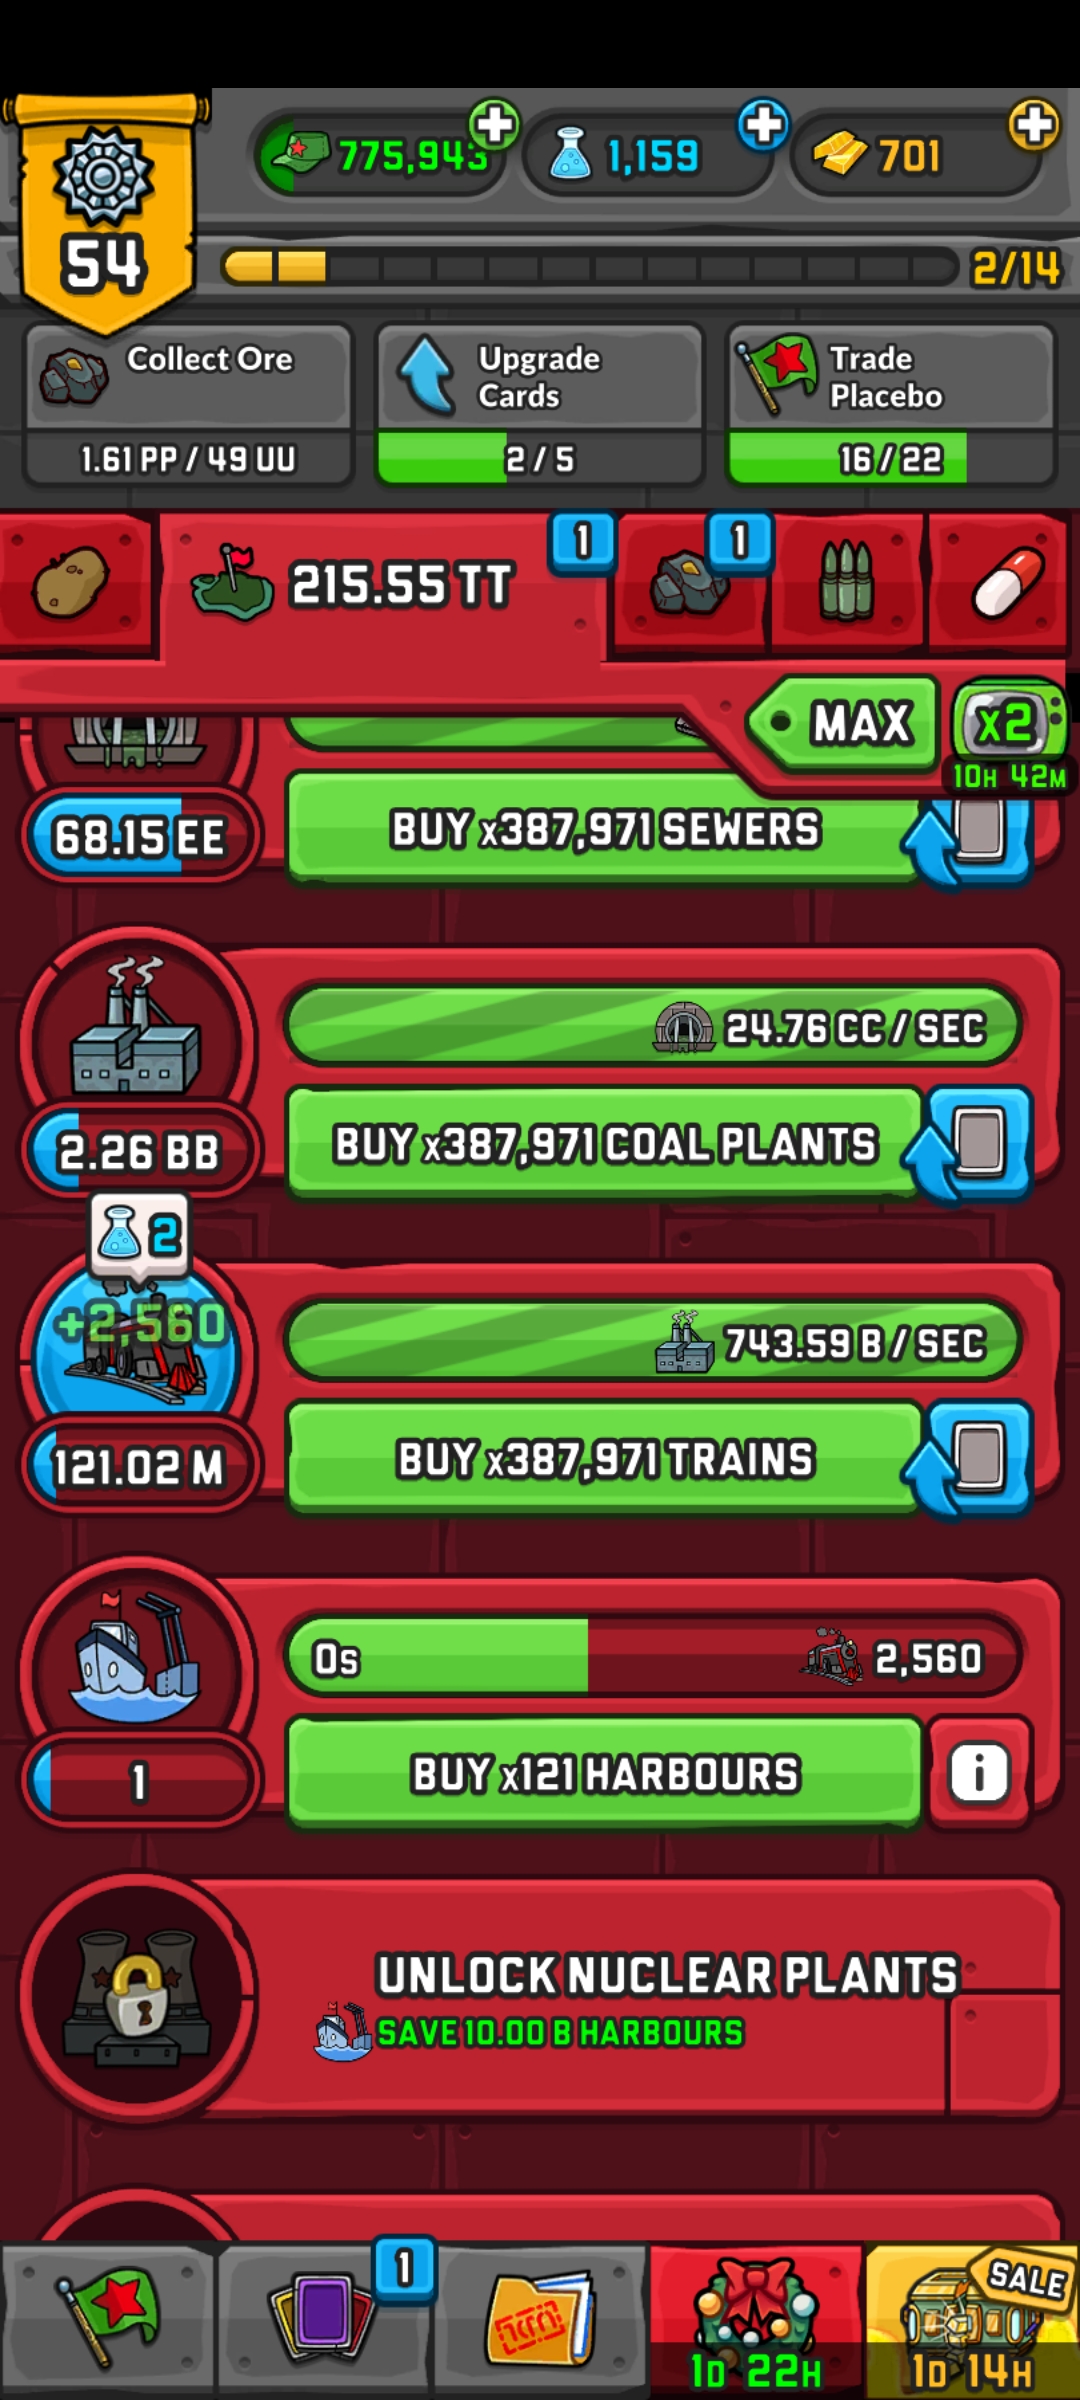 775,943
1,159
701
54
2/14
Collect Ore
1.61 PP / 49 UU
Upgrade
Cards
2 / 5
Trade
Placebo
16 / 22
215.55 TT
1
1
MAX
x2
10H 42M
68.15 EE
BUY x387,971 SEWERS
24.76 CC / SEC
2.26 BB
BUY x387,971 COAL PLANTS
2
+2,560
743.59 B / SEC
121.02 M
BUY x387,971 TRAINS
0s
2,560
1
BUY x121 HARBOURS
i
UNLOCK NUCLEAR PLANTS
SAVE 10.00 B HARBOURS
1
SALE
1D 22H
1D 14H